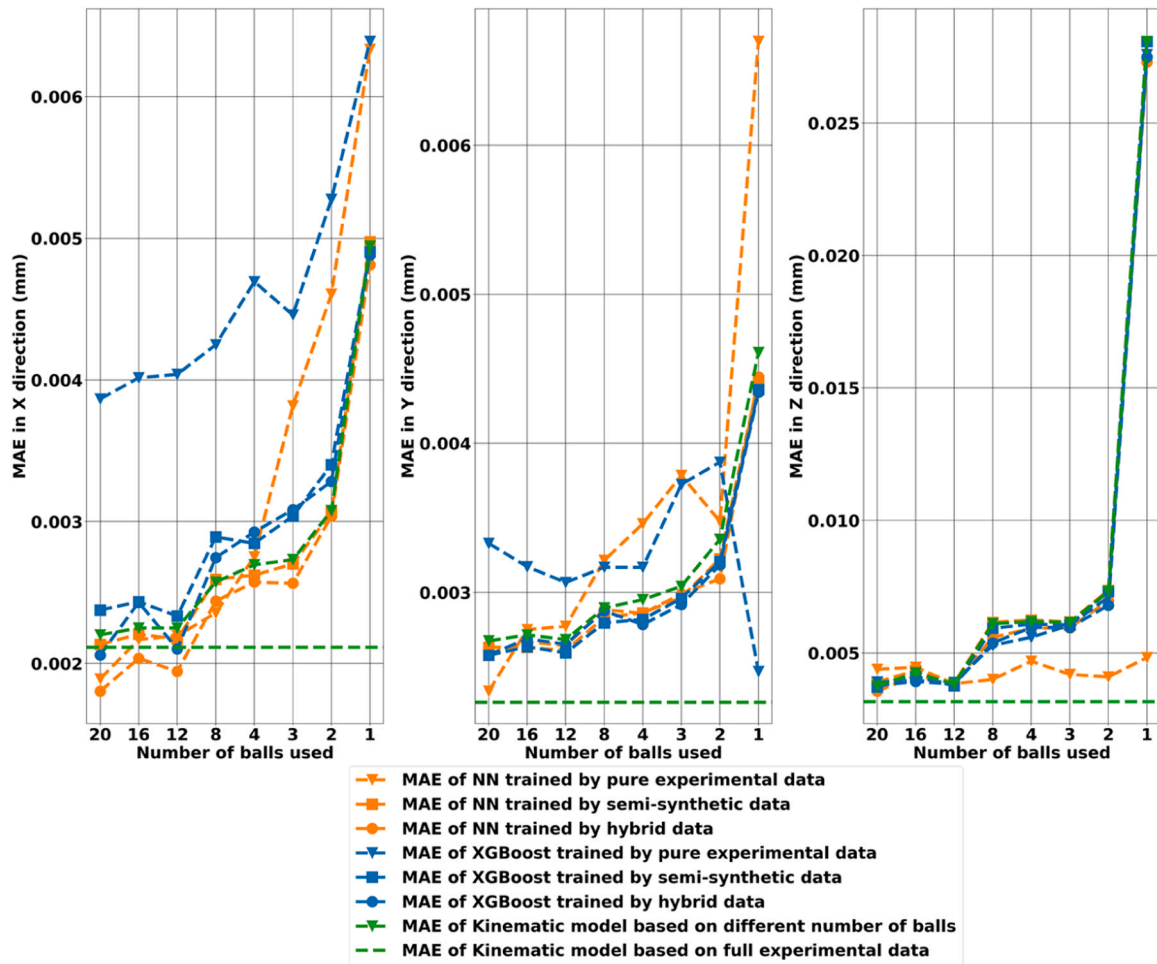 MAE in X direction (mm)
0.006
0.005
0.004
0.003
0.002
20 16 12 8 4 3 2 1
Number of balls used
MAE in Y direction (mm)
0.006
0.005
0.004
0.003
20 16 12 8 4 3 2 1
Number of balls used
MAE in Z direction (mm)
0.025
0.020
0.015
0.010
0.005
20 16 12 8 4 3 2 1
Number of balls used
MAE of NN trained by pure experimental data
MAE of NN trained by semi-synthetic data
MAE of NN trained by hybrid data
MAE of XGBoost trained by pure experimental data
MAE of XGBoost trained by semi-synthetic data
MAE of XGBoost trained by hybrid data
MAE of Kinematic model based on different number of balls
MAE of Kinematic model based on full experimental data